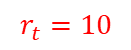 r_t = 10